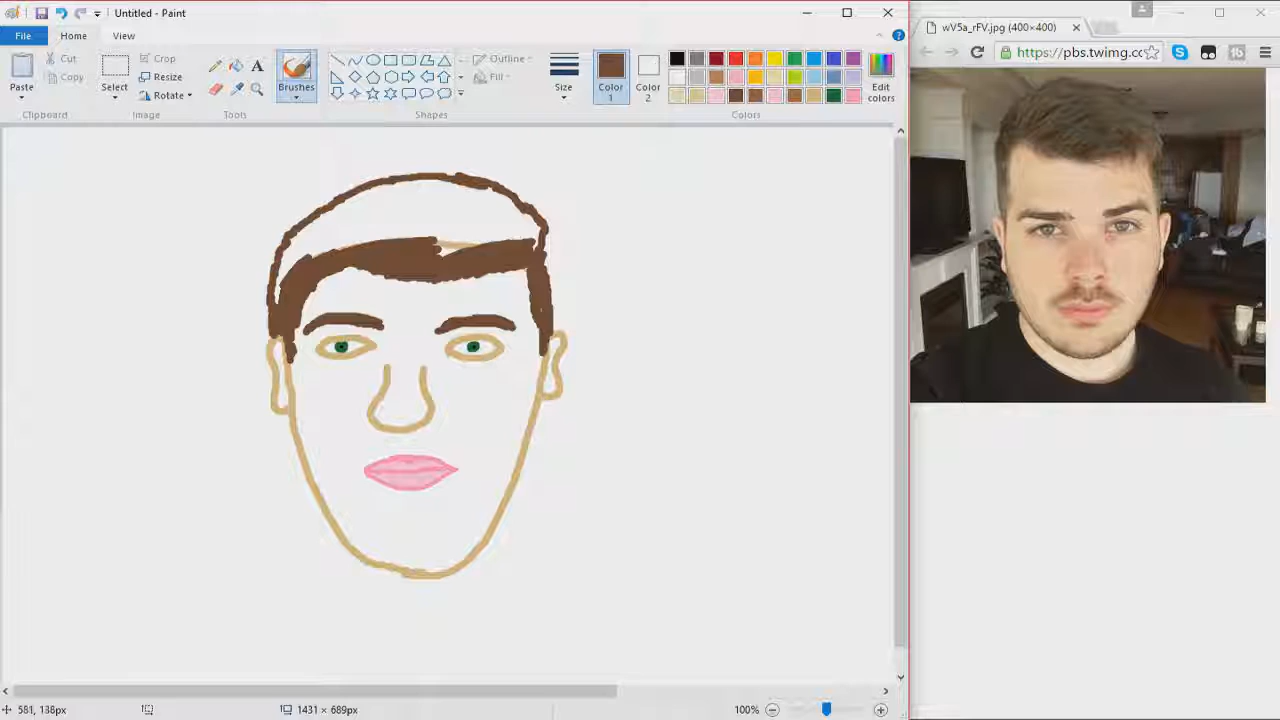 Untitled - Paint
File Home View
Paste
Cut
Copy
Select
Crop
Resize
Rotate
Brushes
Outline
Fill
Size
Color 1
Color 2
Edit colors
Clipboard Image Tools Shapes Colors
581, 138px
1431 × 689px
100%
wV5a_rFV.jpg (400×400)
https://pbs.twimg.co